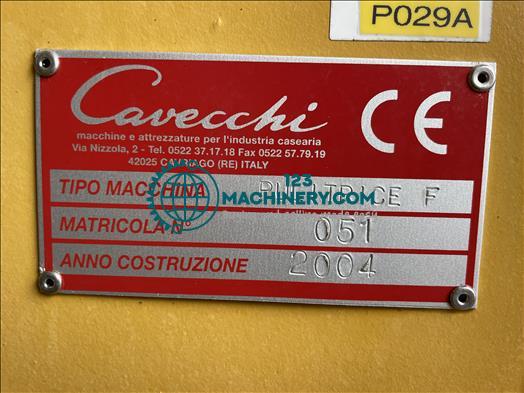 P029A
Cavecchi
CE
macchine e attrezzature per l'industria casearia
Via Nizzola, 2 - Tel. 0522 37.17.18 Fax 0522 57.79.19
42025 CAVRIAGO (RE) ITALY
TIPO MACCHINA PULITRICE F
123
MACHINERY.COM
MATRICOLA N° 051
ANNO COSTRUZIONE 2004